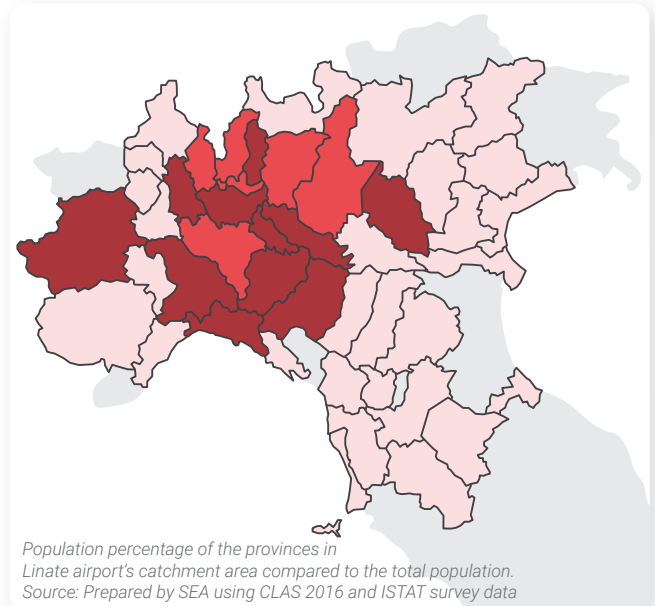 Population percentage of the provinces in
Linate airport's catchment area compared to the total population.
Source: Prepared by SEA using CLAS 2016 and ISTAT survey data